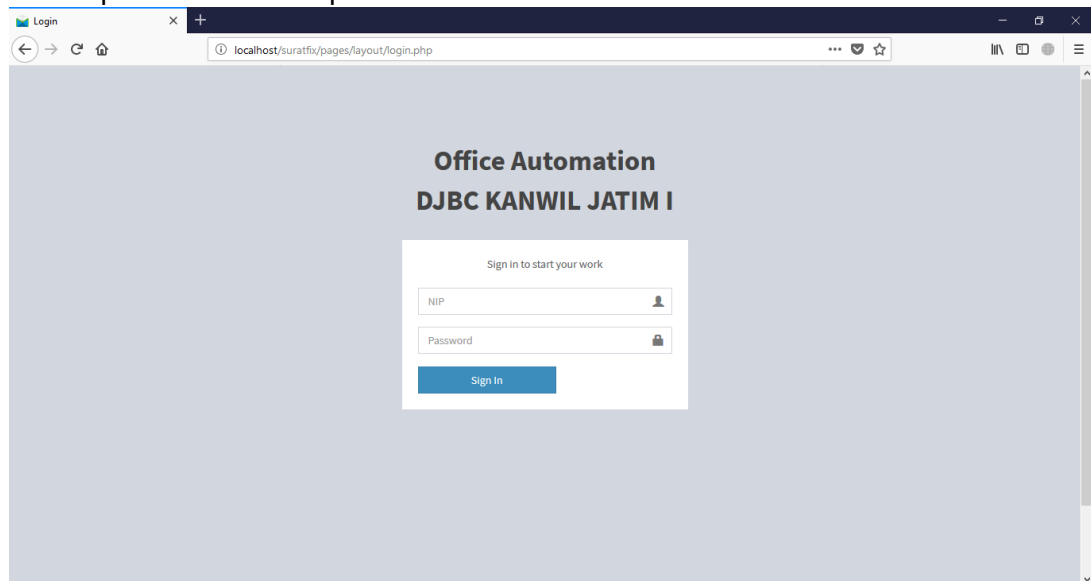 Login
localhost/suratfix/pages/layout/login.php
Office Automation
DJBC KANWIL JATIM I
Sign in to start your work
NIP
Password
Sign In